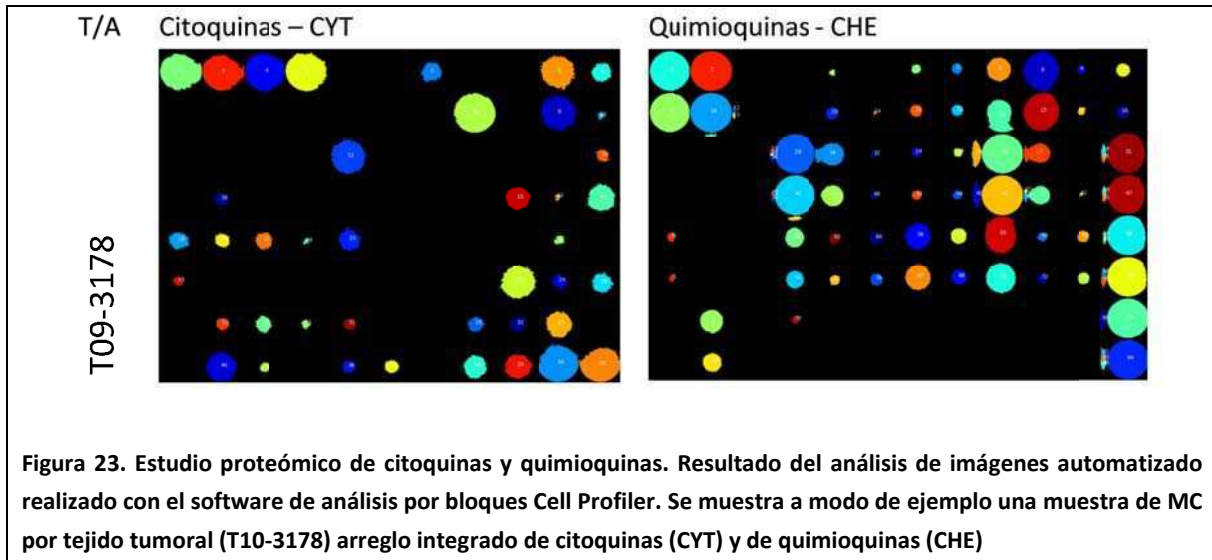 T/A Citoquinas – CYT Quimioquinas - CHE
T09-3178
Figura 23. Estudio proteómico de citoquinas y quimioquinas. Resultado del análisis de imágenes automatizado
realizado con el software de análisis por bloques Cell Profiler. Se muestra a modo de ejemplo una muestra de MC
por tejido tumoral (T10-3178) arreglo integrado de citoquinas (CYT) y de quimioquinas (CHE)